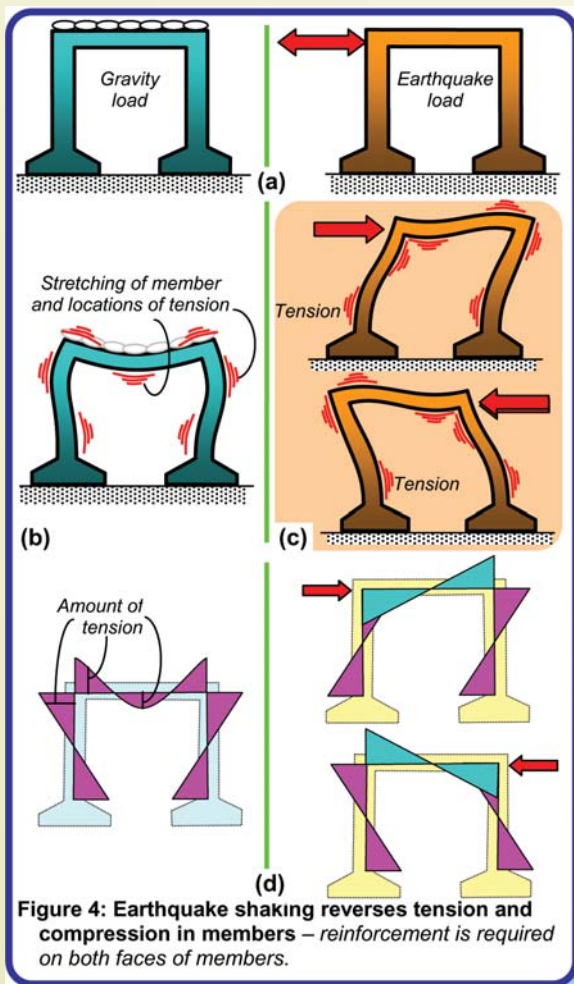 Gravity
load
Earthquake
load
(a)
Stretching of member
and locations of tension
Tension
Tension
(b)
(c)
Amount of
tension
(d)
Figure 4: Earthquake shaking reverses tension and
compression in members – reinforcement is required
on both faces of members.